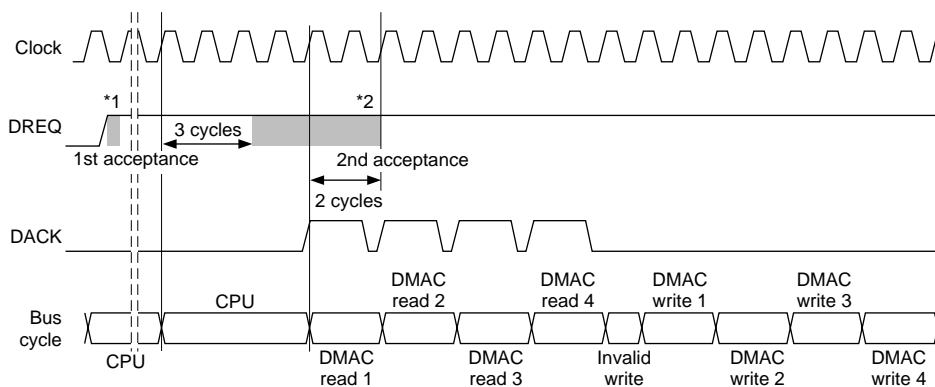 Clock
*1
*2
DREQ
3 cycles
1st acceptance
2nd acceptance
2 cycles
DACK
DMAC
read 2
DMAC
read 4
DMAC
write 1
DMAC
write 3
CPU
Bus
cycle
CPU
DMAC
read 1
DMAC
read 3
Invalid
write
DMAC
write 2
DMAC
write 4